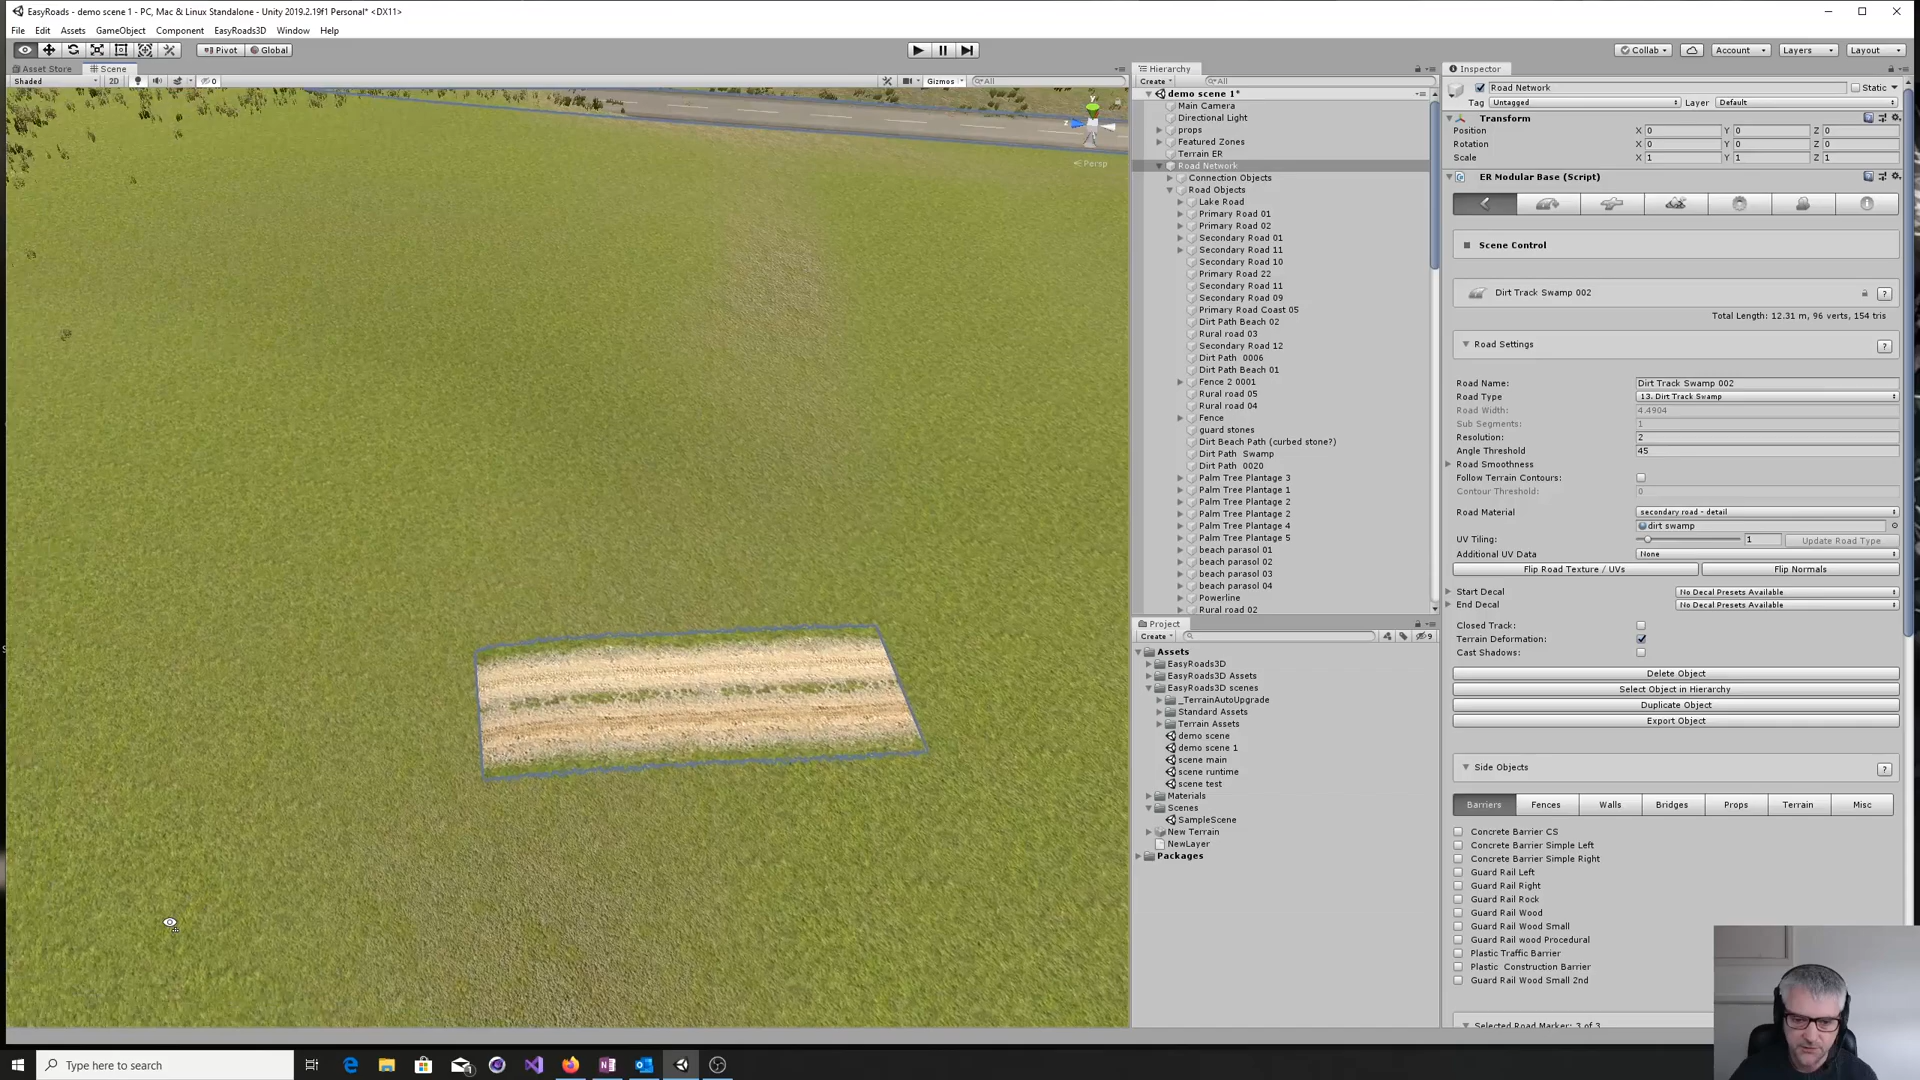 EasyRoads - demo scene 1 - PC, Mac & Linux Standalone - Unity 2019.2.19f1 Personal* <DX11>
File Edit Assets GameObject Component EasyRoads3D Window Help
Pivot Global Collab Account Layers Layout
Asset Store Scene
Shaded 2D 0 Gizmos All
Persp
Hierarchy
Create All
demo scene 1*
Main Camera
Directional Light
props
Featured Zones
Terrain ER
Road Network
Connection Objects
Road Objects
Lake Road
Primary Road 01
Primary Road 02
Secondary Road 01
Secondary Road 11
Secondary Road 10
Primary Road 22
Secondary Road 11
Secondary Road 09
Primary Road Coast 05
Dirt Path Beach 02
Rural road 03
Secondary Road 12
Dirt Path 0006
Dirt Path Beach 01
Fence 2 0001
Rural road 05
Rural road 04
Fence
guard stones
Dirt Beach Path (curbed stone?)
Dirt Path Swamp
Dirt Path 0020
Palm Tree Plantage 3
Palm Tree Plantage 1
Palm Tree Plantage 2
Palm Tree Plantage 2
Palm Tree Plantage 4
Palm Tree Plantage 5
beach parasol 01
beach parasol 02
beach parasol 03
beach parasol 04
Powerline
Rural road 02
Project
Create 9
Assets
EasyRoads3D
EasyRoads3D Assets
EasyRoads3D scenes
_TerrainAutoUpgrade
Standard Assets
Terrain Assets
demo scene
demo scene 1
scene main
scene runtime
scene test
Materials
Scenes
SampleScene
New Terrain
NewLayer
Packages
Inspector
Road Network Static
Tag Untagged Layer Default
Transform
Position X 0 Y 0 Z 0
Rotation X 0 Y 0 Z 0
Scale X 1 Y 1 Z 1
ER Modular Base (Script)
Scene Control
Dirt Track Swamp 002 ?
Total Length: 12.31 m, 96 verts, 154 tris
Road Settings ?
Road Name: Dirt Track Swamp 002
Road Type 13. Dirt Track Swamp
Road Width: 4.4904
Sub Segments: 1
Resolution: 2
Angle Threshold 45
Road Smoothness
Follow Terrain Contours:
Contour Threshold: 0
Road Material secondary road - detail
dirt swamp
UV Tiling: 1 Update Road Type
Additional UV Data None
Flip Road Texture / UVs Flip Normals
Start Decal No Decal Presets Available
End Decal No Decal Presets Available
Closed Track:
Terrain Deformation:
Cast Shadows:
Delete Object
Select Object in Hierarchy
Duplicate Object
Export Object
Side Objects ?
Barriers Fences Walls Bridges Props Terrain Misc
Concrete Barrier CS
Concrete Barrier Simple Left
Concrete Barrier Simple Right
Guard Rail Left
Guard Rail Right
Guard Rail Rock
Guard Rail Wood
Guard Rail Wood Small
Guard Rail wood Procedural
Plastic Traffic Barrier
Plastic Construction Barrier
Guard Rail Wood Small 2nd
Selected Road Marker: 3 of 3
Type here to search